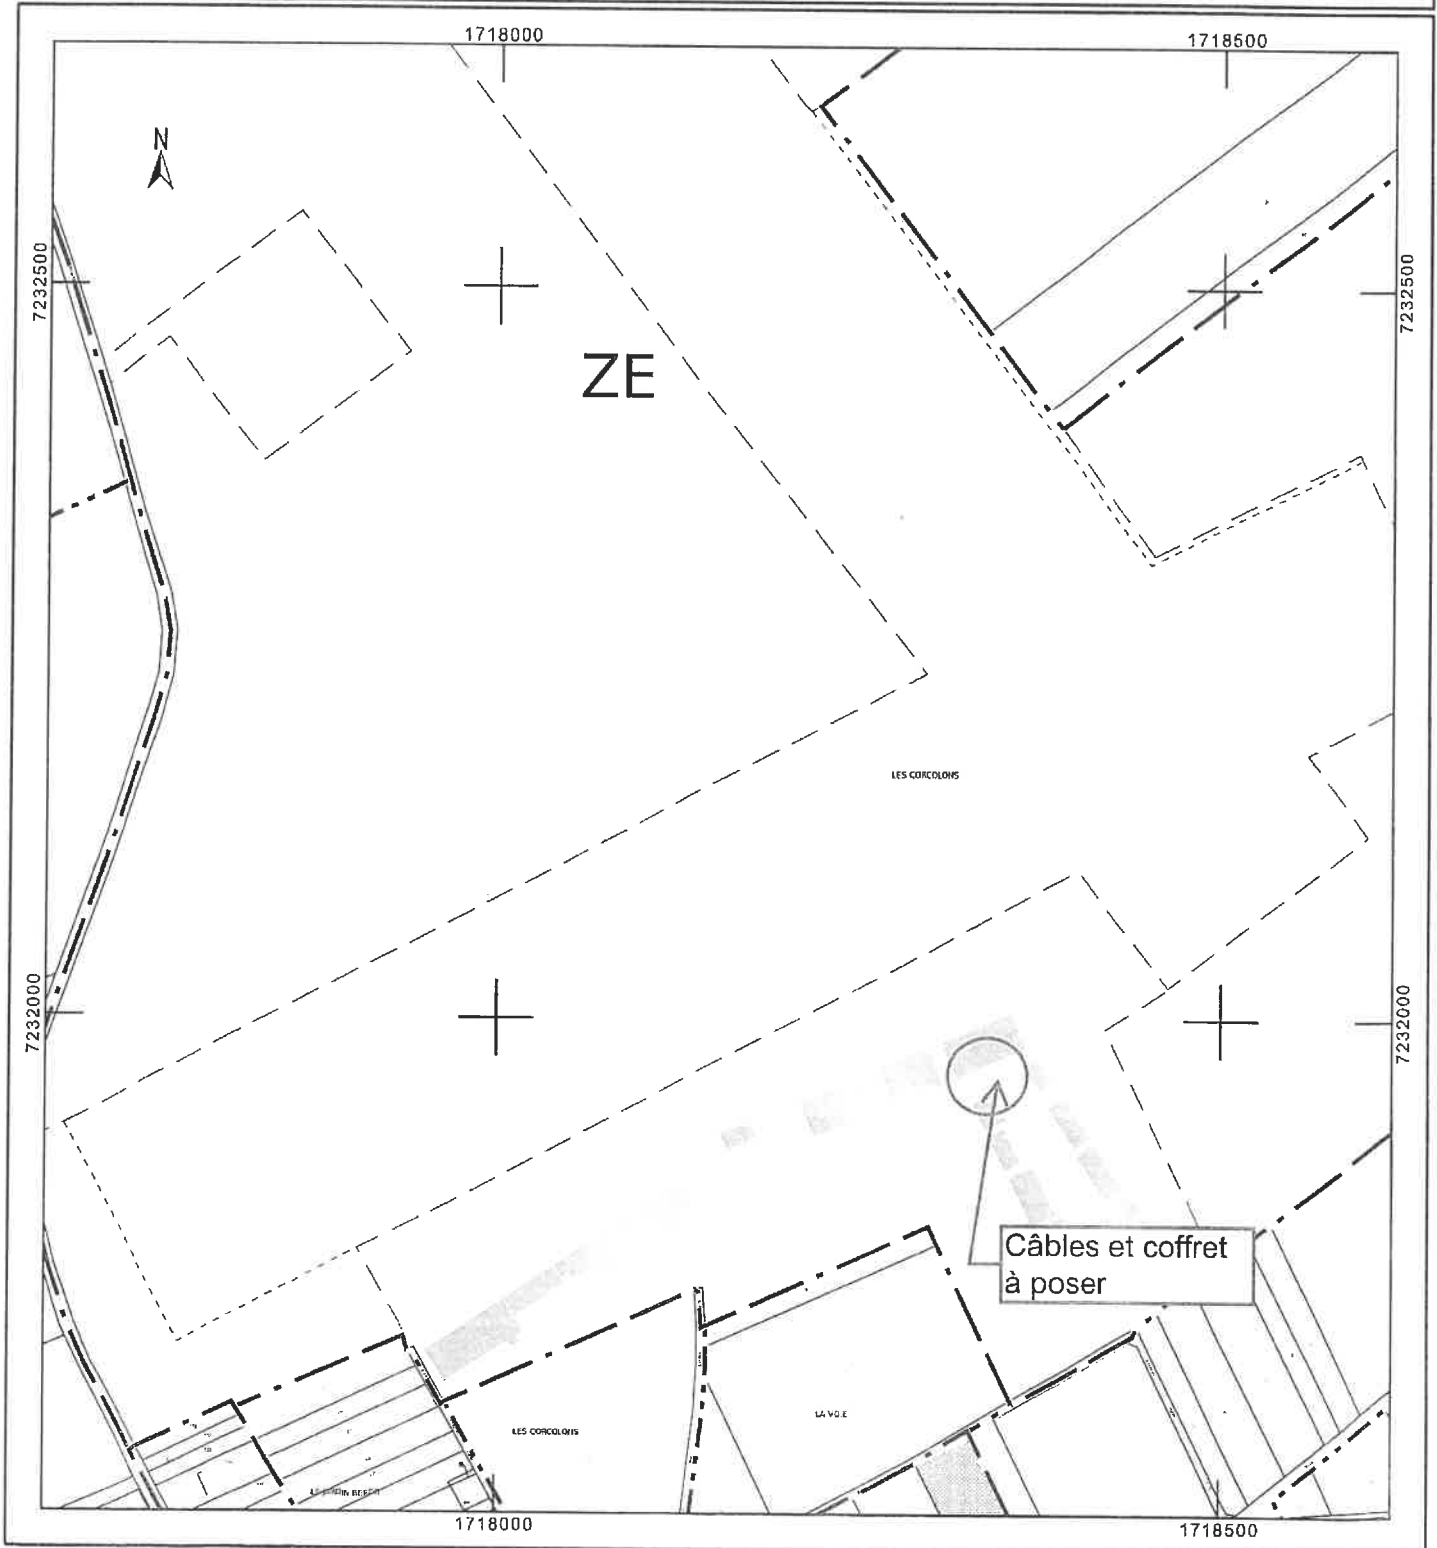 1718000
1718500
N
7232500
7232500
ZE
LES CORCOLONS
7232000
7232000
Câbles et coffret
à poser
LES CORCOLONS
LA VOIE
1718000
1718500